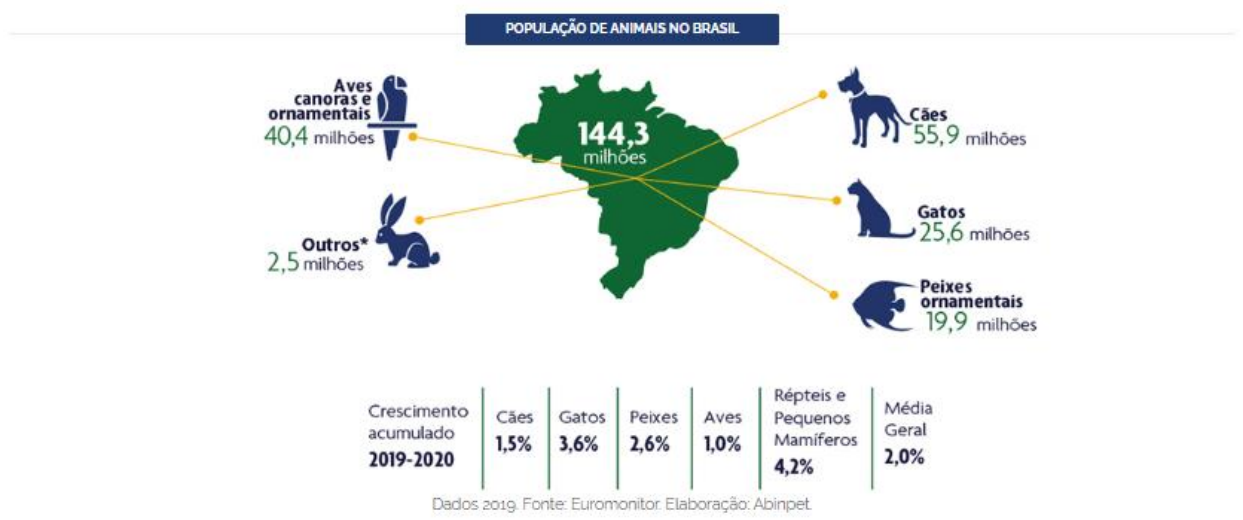 POPULAÇÃO DE ANIMAIS NO BRASIL
Aves
canoras e
ornamentais
40,4 milhões
Outros*
2,5 milhões
144,3
milhões
Cães
55,9 milhões
Gatos
25,6 milhões
Peixes
ornamentais
19,9 milhões
Crescimento
acumulado
2019-2020
Cães
1,5%
Gatos
3,6%
Peixes
2,6%
Aves
1,0%
Répteis e
Pequenos
Mamíferos
4,2%
Média
Geral
2,0%
Dados 2019. Fonte: Euromonitor. Elaboração: Abinpet.